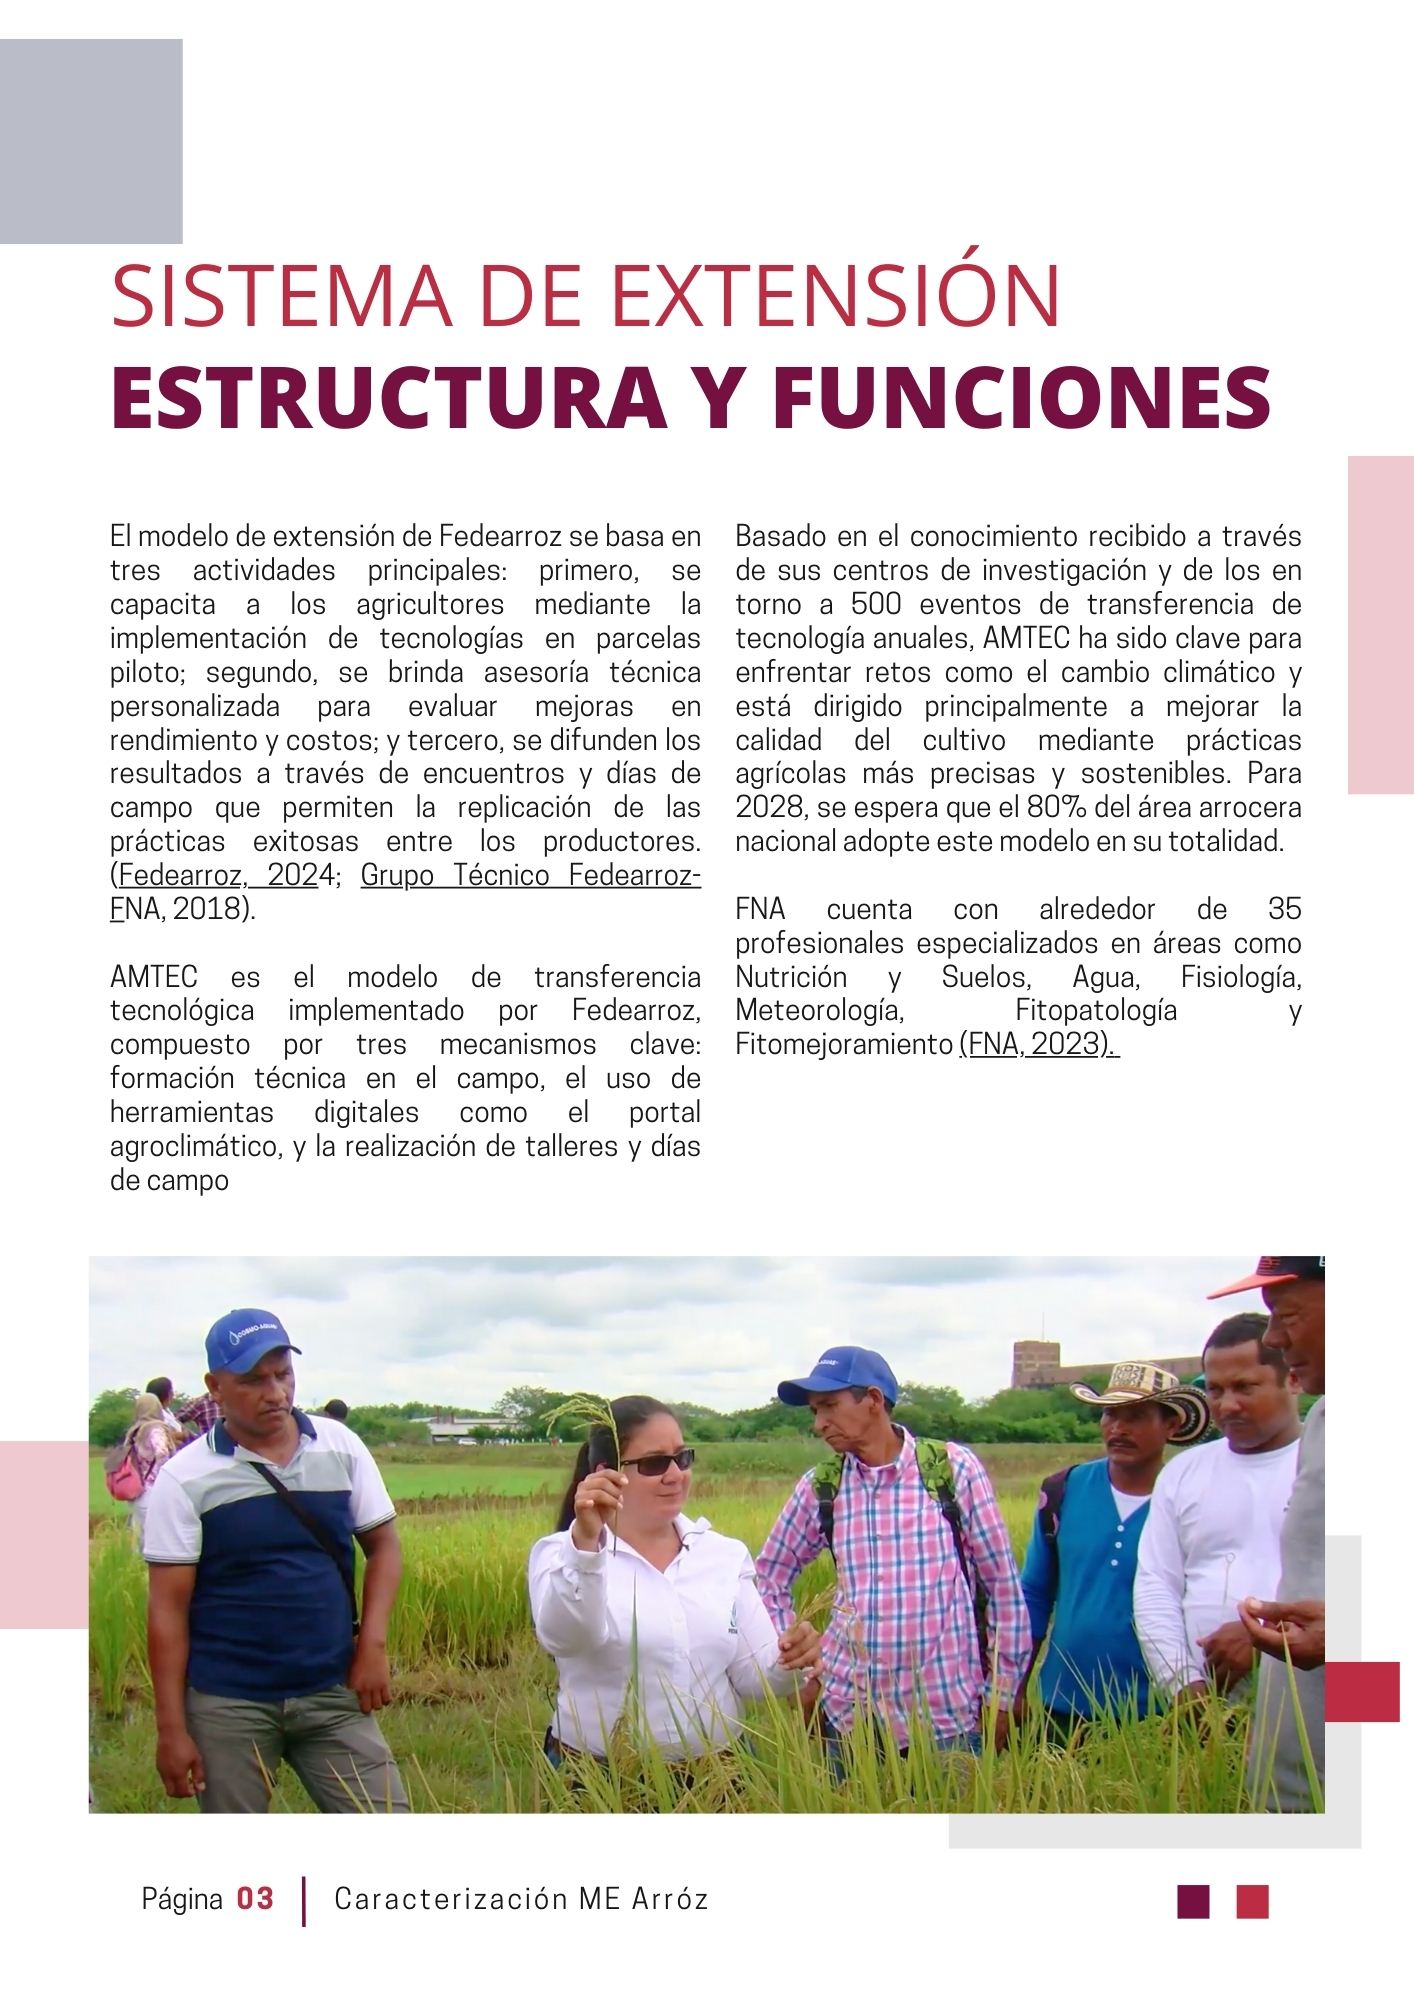 SISTEMA DE EXTENSIÓN
ESTRUCTURA Y FUNCIONES
El modelo de extensión de Fedearroz se basa en
tres actividades principales: primero, se
capacita a los agricultores mediante la
implementación de tecnologías en parcelas
piloto; segundo, se brinda asesoría técnica
personalizada para evaluar mejoras en
rendimiento y costos; y tercero, se difunden los
resultados a través de encuentros y días de
campo que permiten la replicación de las
prácticas exitosas entre los productores.
(Fedearroz, 2024; Grupo Técnico Fedearroz-
FNA, 2018).
AMTEC es el modelo de transferencia
tecnológica implementado por Fedearroz,
compuesto por tres mecanismos clave:
formación técnica en el campo, el uso de
herramientas digitales como el portal
agroclimático, y la realización de talleres y días
de campo
Basado en el conocimiento recibido a través
de sus centros de investigación y de los en
torno a 500 eventos de transferencia de
tecnología anuales, AMTEC ha sido clave para
enfrentar retos como el cambio climático y
está dirigido principalmente a mejorar la
calidad del cultivo mediante prácticas
agrícolas más precisas y sostenibles. Para
2028, se espera que el 80% del área arrocera
nacional adopte este modelo en su totalidad.
FNA cuenta con alrededor de 35
profesionales especializados en áreas como
Nutrición y Suelos, Agua, Fisiología,
Meteorología, Fitopatología y
Fitomejoramiento (FNA, 2023).
COSMO-AGUAS
Página 03
Caracterización ME Arróz